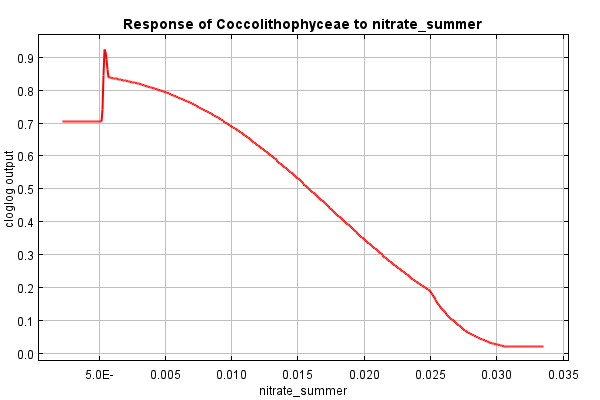 Response of Coccolithophyceae to nitrate_summer
cloglog output
0.9
0.8
0.7
0.6
0.5
0.4
0.3
0.2
0.1
0.0
5.0E- 0.005 0.010 0.015 0.020 0.025 0.030 0.035
nitrate_summer